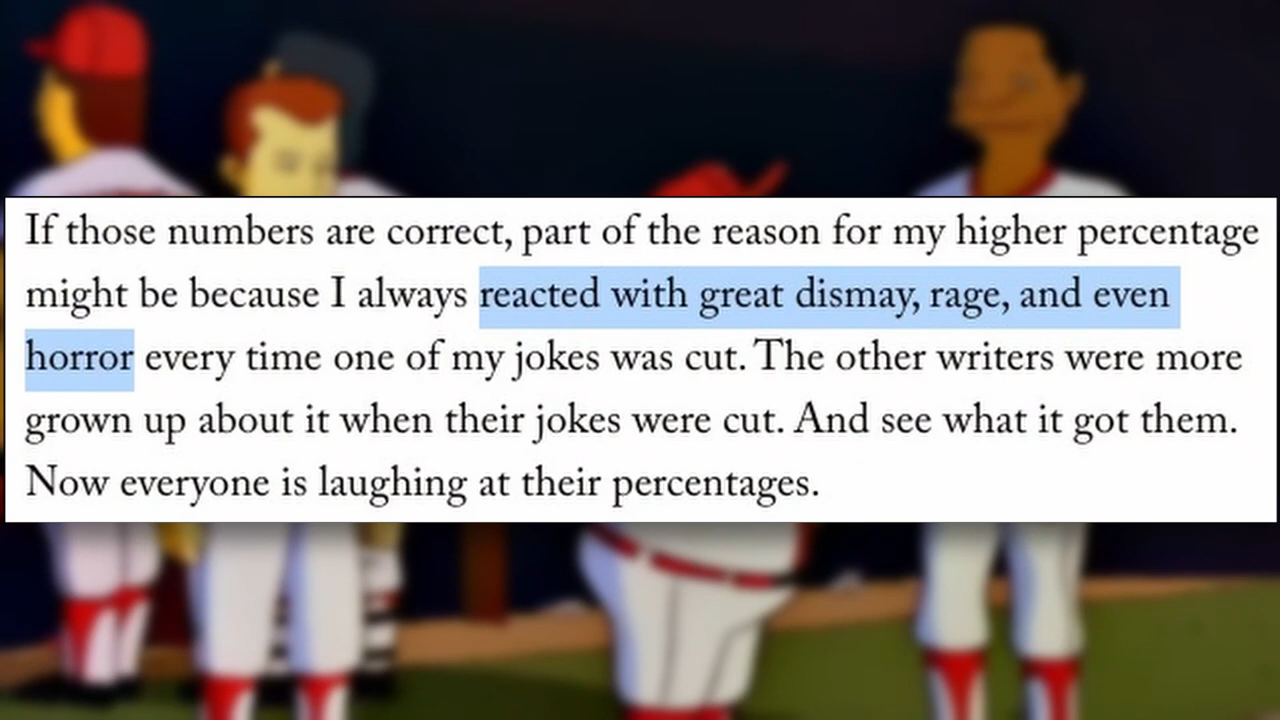 If those numbers are correct, part of the reason for my higher percentage
might be because I always reacted with great dismay, rage, and even
horror every time one of my jokes was cut. The other writers were more
grown up about it when their jokes were cut. And see what it got them.
Now everyone is laughing at their percentages.